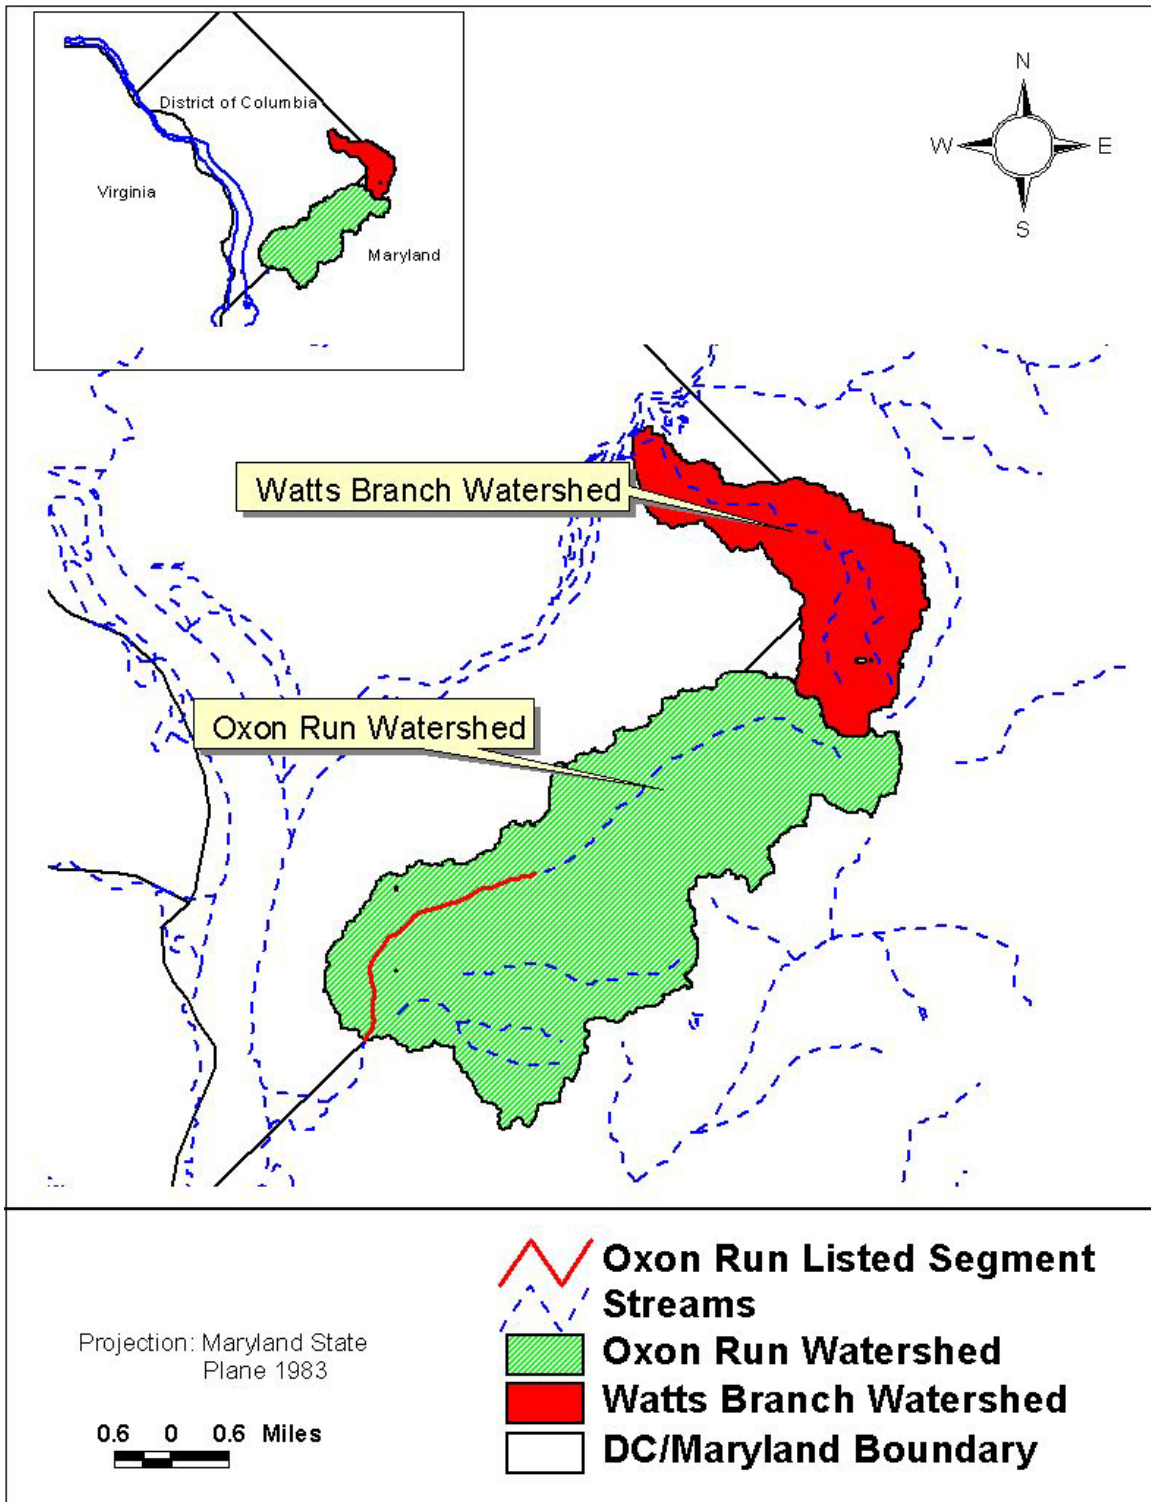 District of Columbia
Virginia
Maryland
N
W
E
S
Watts Branch Watershed
Oxon Run Watershed
Oxon Run Listed Segment
Streams
Oxon Run Watershed
Watts Branch Watershed
DC/Maryland Boundary
Projection: Maryland State
Plane 1983
0.6 0 0.6 Miles